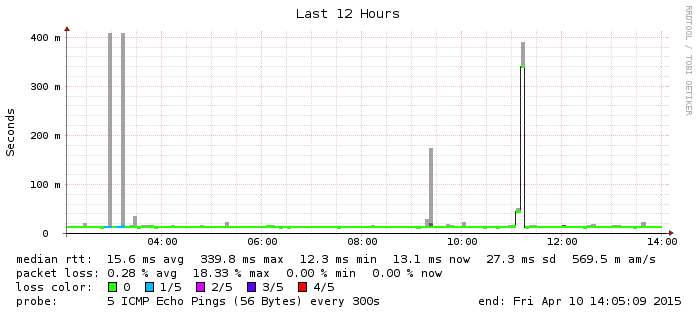 Last 12 Hours
RRDTOOL / TOBI OETIKER
Seconds
400 m
300 m
200 m
100 m
0
04:00 06:00 08:00 10:00 12:00 14:00
median rtt: 15.6 ms avg 339.8 ms max 12.3 ms min 13.1 ms now 27.3 ms sd 569.5 m am/s
packet loss: 0.28 % avg 18.33 % max 0.00 % min 0.00 % now
loss color: 0 1/5 2/5 3/5 4/5
probe: 5 ICMP Echo Pings (56 Bytes) every 300s end: Fri Apr 10 14:05:09 2015